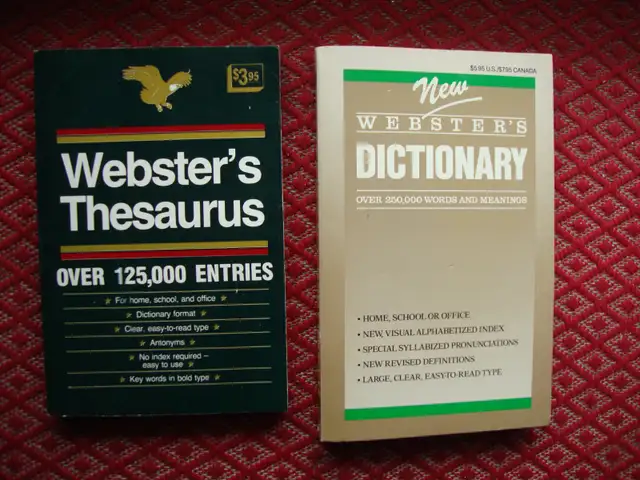 $3.95
Webster's
Thesaurus
OVER 125,000 ENTRIES
For home, school, and office
Dictionary format
Clear, easy-to-read type
Antonyms
No index required –
easy to use
Key words in bold type
$5.95 U.S./$7.95 CANADA
New
WEBSTER'S
DICTIONARY
OVER 250,000 WORDS AND MEANINGS
• HOME, SCHOOL OR OFFICE
• NEW, VISUAL ALPHABETIZED INDEX
• SPECIAL SYLLABIZED PRONUNCIATIONS
• NEW REVISED DEFINITIONS
• LARGE, CLEAR, EASY-TO-READ TYPE